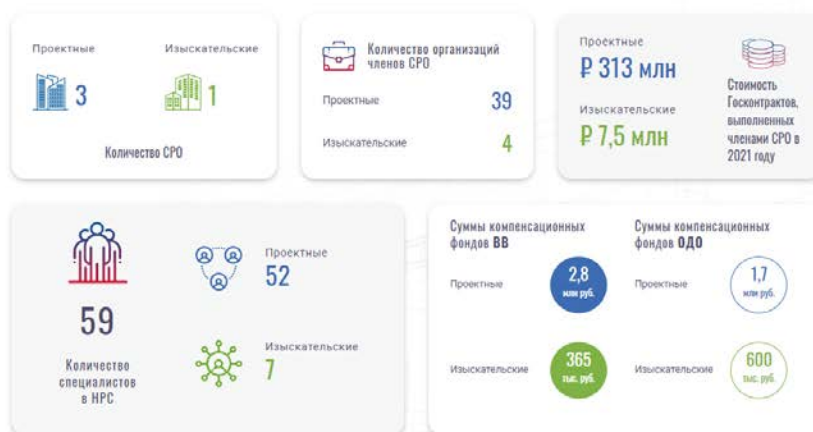 Проектные
3
Изыскательские
1
Количество СРО
Количество организаций
членов СРО
Проектные 39
Изыскательские 4
Проектные
₽ 313 млн
Изыскательские
₽ 7,5 млн
Стоимость
Госконтрактов,
выполненных
членами СРО в
2021 году
59
Количество
специалистов
в НРС
Проектные
52
Изыскательские
7
Суммы компенсационных
фондов ВВ
Проектные
2,8
млн руб.
Изыскательские
365
тыс. руб.
Суммы компенсационных
фондов ОДО
Проектные
1,7
млн руб.
Изыскательские
600
тыс. руб.